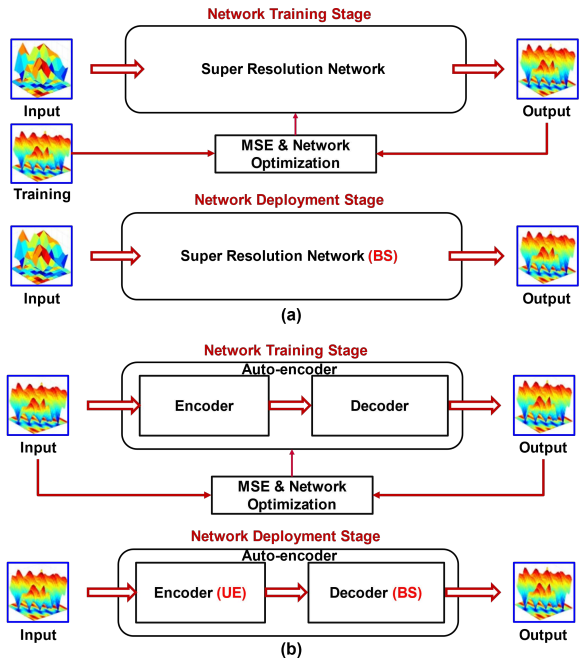 Network Training Stage
Super Resolution Network
Input
Output
MSE & Network
Optimization
Training
Network Deployment Stage
Super Resolution Network (BS)
Input
Output
(a)
Network Training Stage
Auto-encoder
Encoder
Decoder
Input
Output
MSE & Network
Optimization
Network Deployment Stage
Auto-encoder
Encoder (UE)
Decoder (BS)
Input
Output
(b)